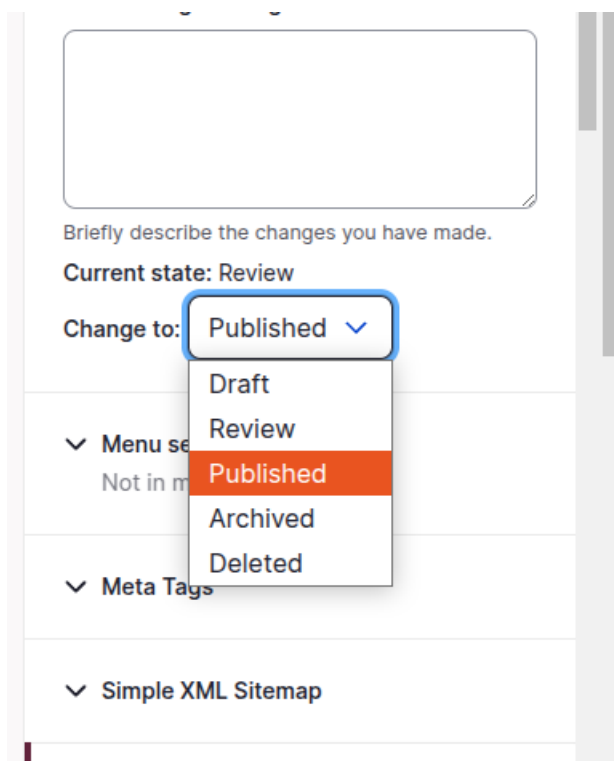 Briefly describe the changes you have made.
Current state: Review
Change to: Published
Draft
Review
Menu se
Published
Not in m
Archived
Deleted
Meta Tags
Simple XML Sitemap